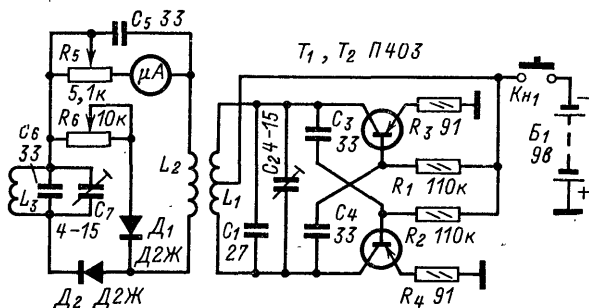 C5 33
R5
5,1к
μA
R6 10к
C6
33
L3
C7
4-15
Д1
Д2Ж
Д2 Д2Ж
L2
T1, T2 П403
L1
C1
27
C2 4-15
C3
33
C4
33
R3 91
R1 110к
R2 110к
R4 91
Кн1
Б1
9В
−
+